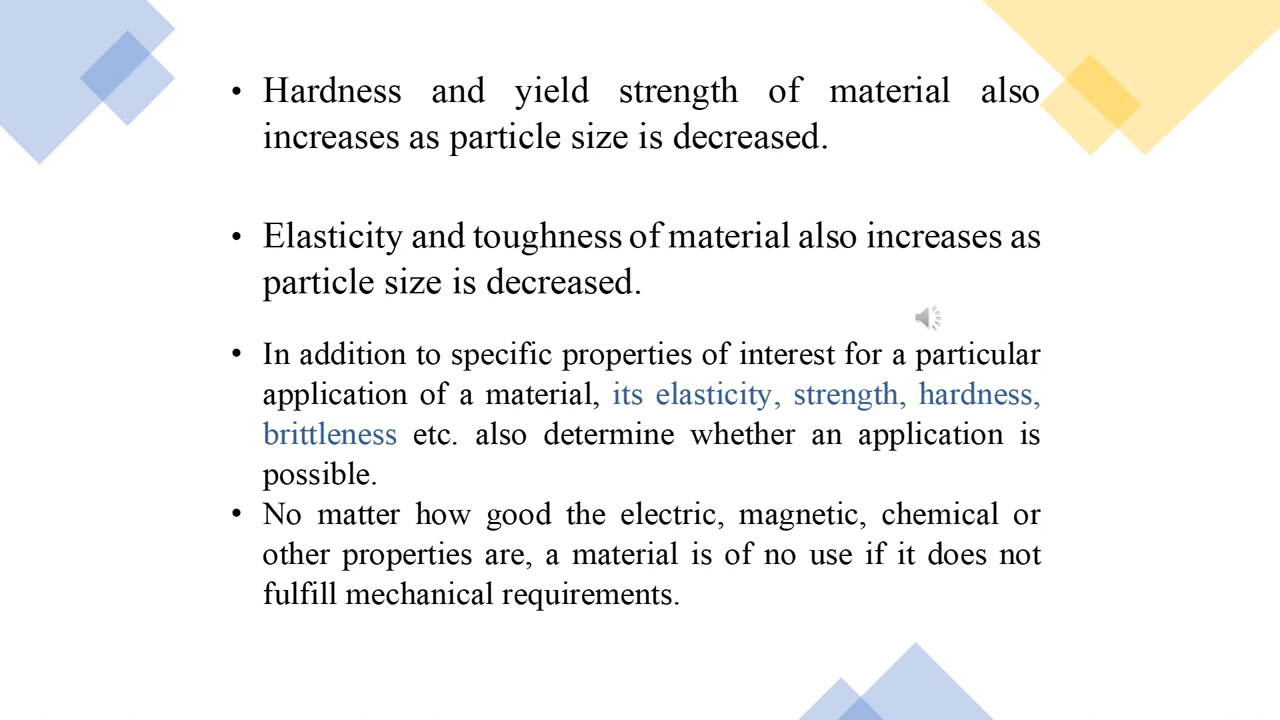 • Hardness and yield strength of material also
increases as particle size is decreased.
• Elasticity and toughness of material also increases as
particle size is decreased.
• In addition to specific properties of interest for a particular
application of a material, its elasticity, strength, hardness,
brittleness etc. also determine whether an application is
possible.
• No matter how good the electric, magnetic, chemical or
other properties are, a material is of no use if it does not
fulfill mechanical requirements.